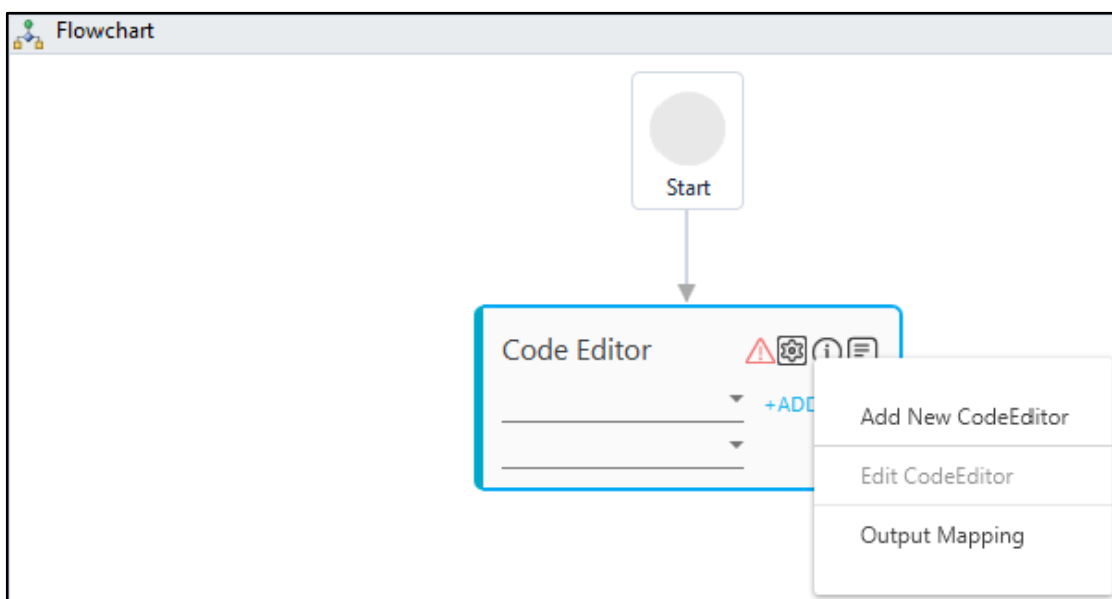 Flowchart
Start
Code Editor
+ADD
Add New CodeEditor
Edit CodeEditor
Output Mapping